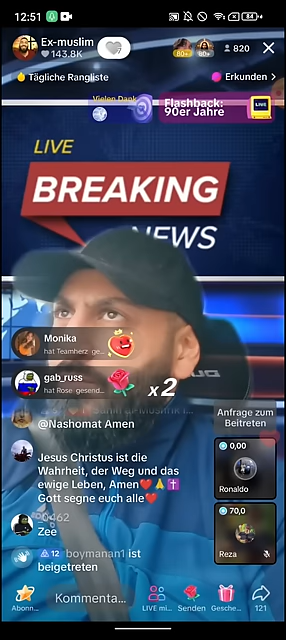 12:51
84
Ex-muslim
143.8K
80+
80+
820
Tägliche Rangliste
Erkunden
Vielen Dank
Flashback:
90er Jahre
LIVE
LIVE
BREAKING
NEWS
Monika
hat Teamherz ge...
gab_russ
hat Rose gesend...
x2
@Nashomat Amen
Anfrage zum
Beitreten
Jesus Christus ist die
Wahrheit, der Weg und das
ewige Leben, Amen❤️🙏✝️
Gott segne euch alle❤️
0,00
Ronaldo
Zee
70,0
Reza
12 boymanan1 ist
beigetreten
Abonn...
Kommenta...
LIVE mi...
Senden
Gesche...
121